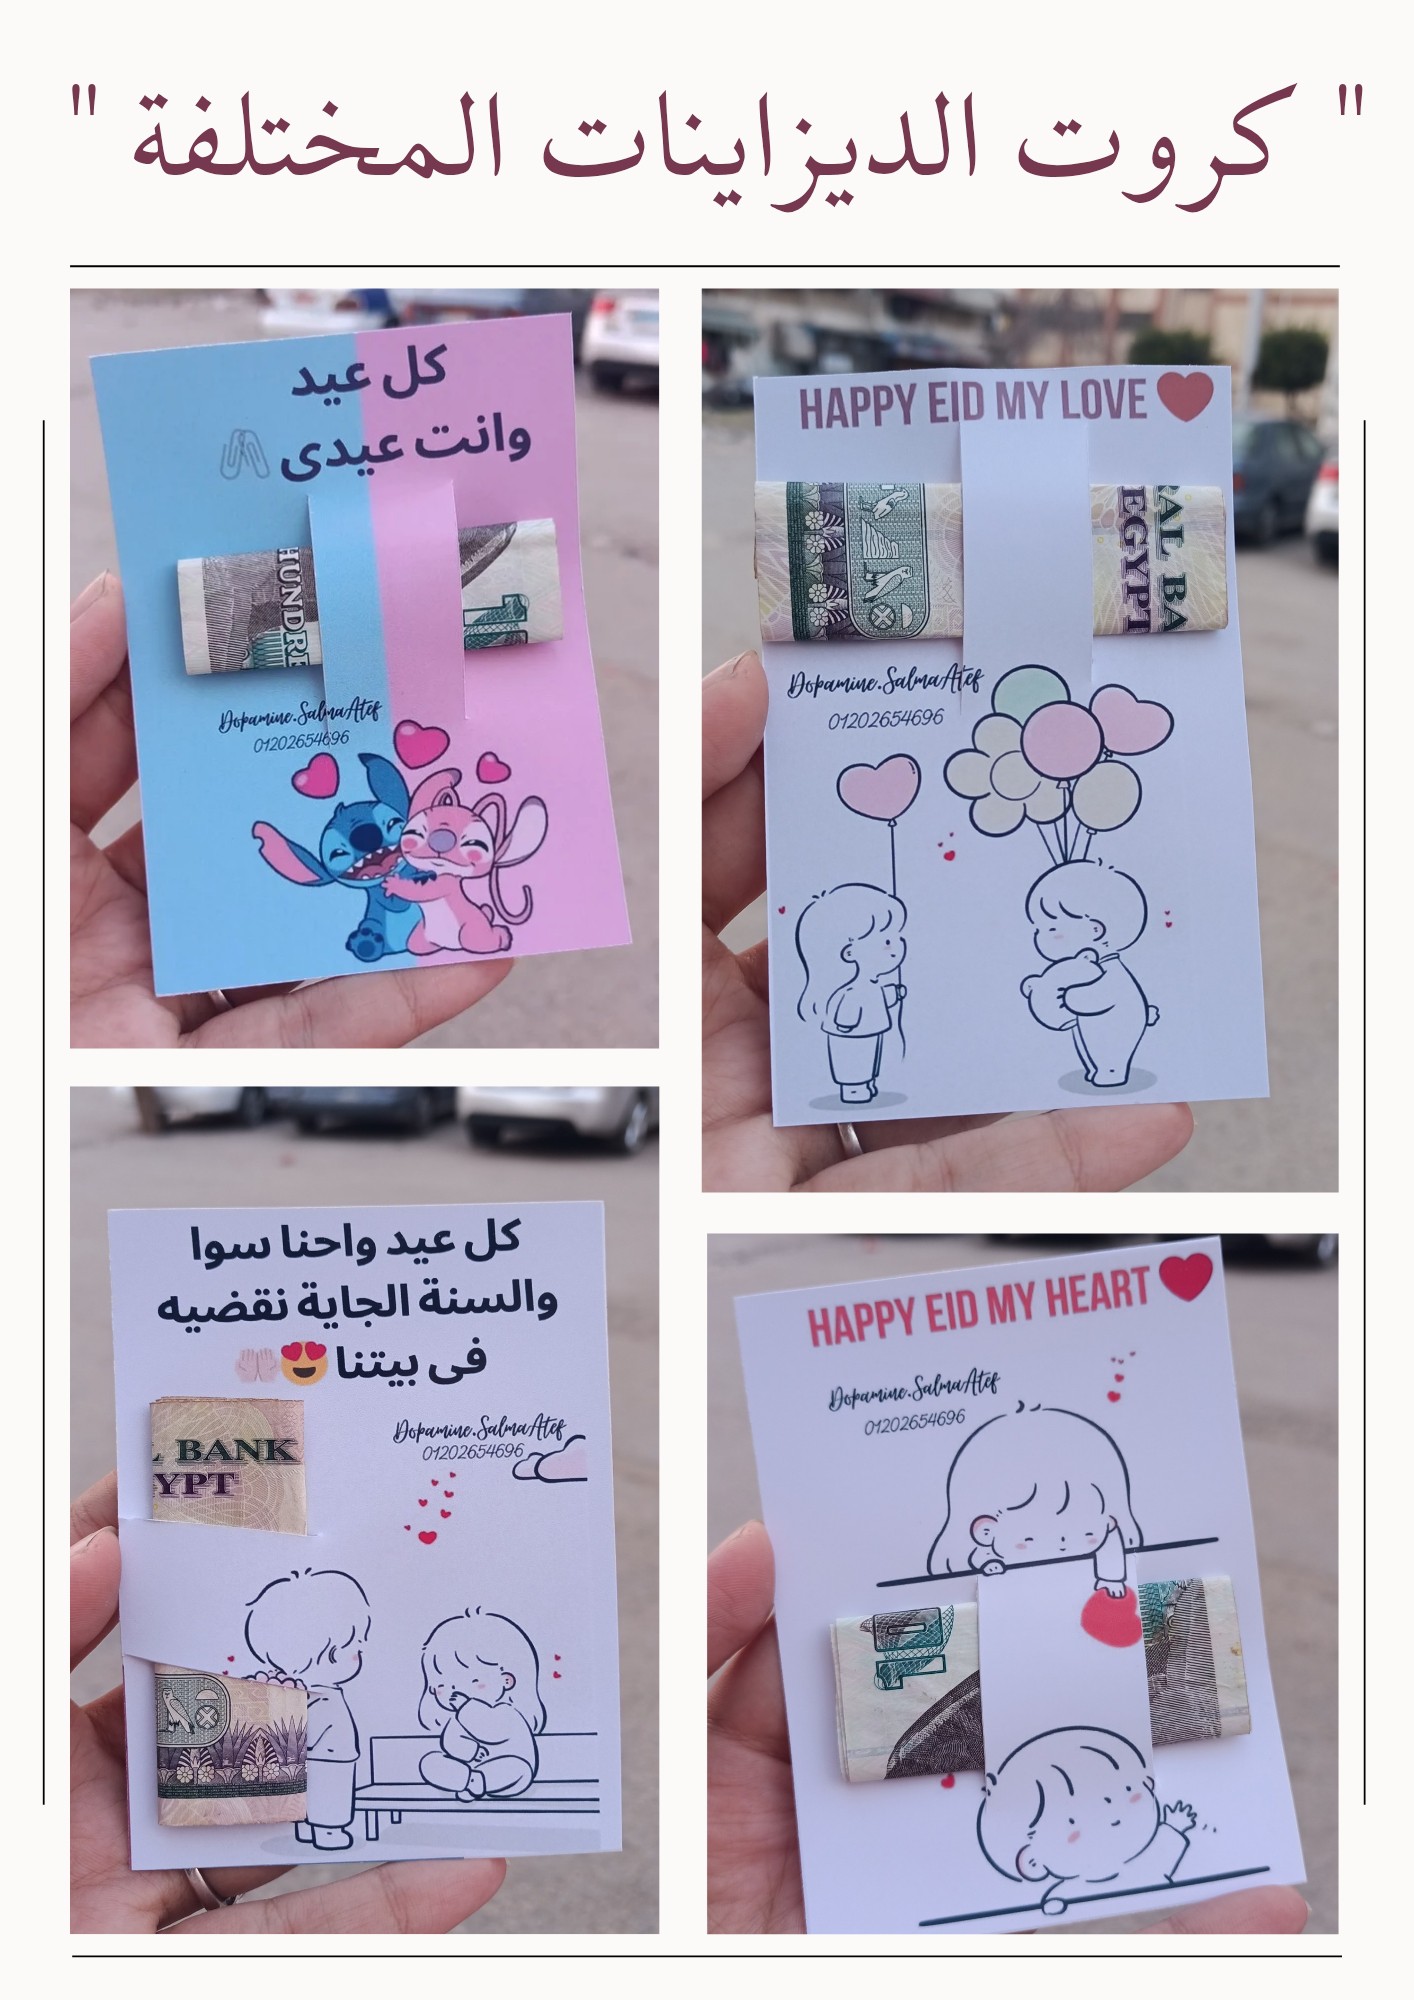 " كروت الديزاينات المختلفة "
كل عيد
وانت عيدى
HUNDRE
Dopamine.SalmaAtef
01202654696
HAPPY EID MY LOVE
RAL BA
EGYPT
Dopamine.SalmaAtef
01202654696
كل عيد واحنا سوا
والسنة الجاية نقضيه
فى بيتنا
L BANK
YPT
Dopamine.SalmaAtef
01202654696
HAPPY EID MY HEART
Dopamine.SalmaAtef
01202654696
10